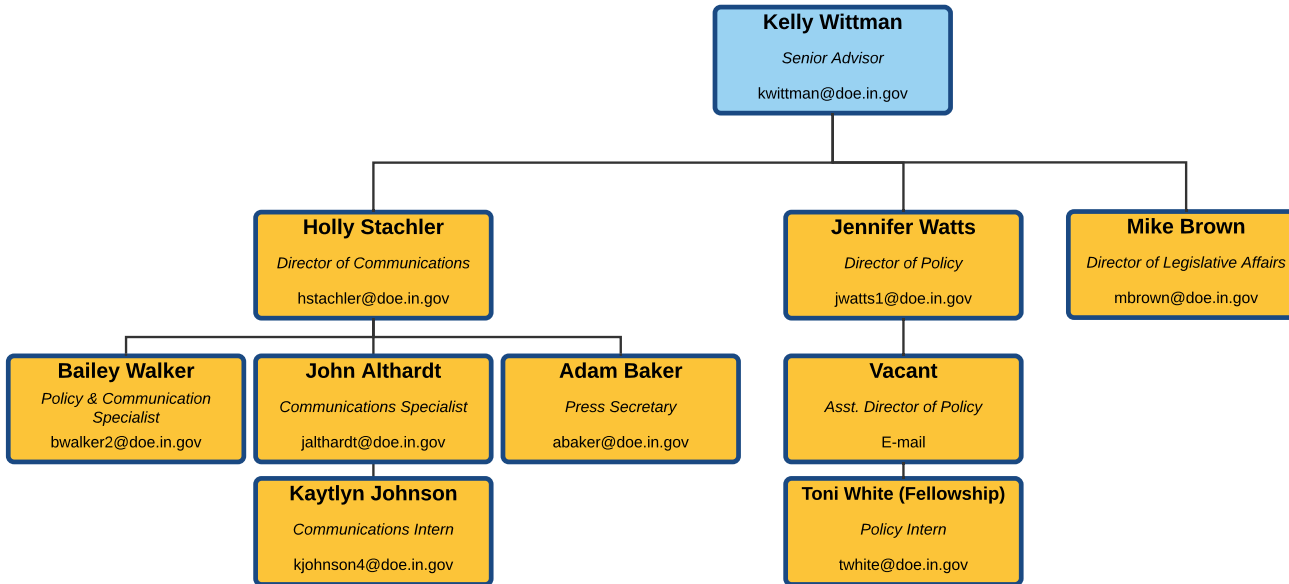 Kelly Wittman
Senior Advisor
kwittman@doe.in.gov
Holly Stachler
Director of Communications
hstachler@doe.in.gov
Jennifer Watts
Director of Policy
jwatts1@doe.in.gov
Mike Brown
Director of Legislative Affairs
mbrown@doe.in.gov
Bailey Walker
Policy & Communication
Specialist
bwalker2@doe.in.gov
John Althardt
Communications Specialist
jalthardt@doe.in.gov
Adam Baker
Press Secretary
abaker@doe.in.gov
Vacant
Asst. Director of Policy
E-mail
Kaytlyn Johnson
Communications Intern
kjohnson4@doe.in.gov
Toni White (Fellowship)
Policy Intern
twhite@doe.in.gov